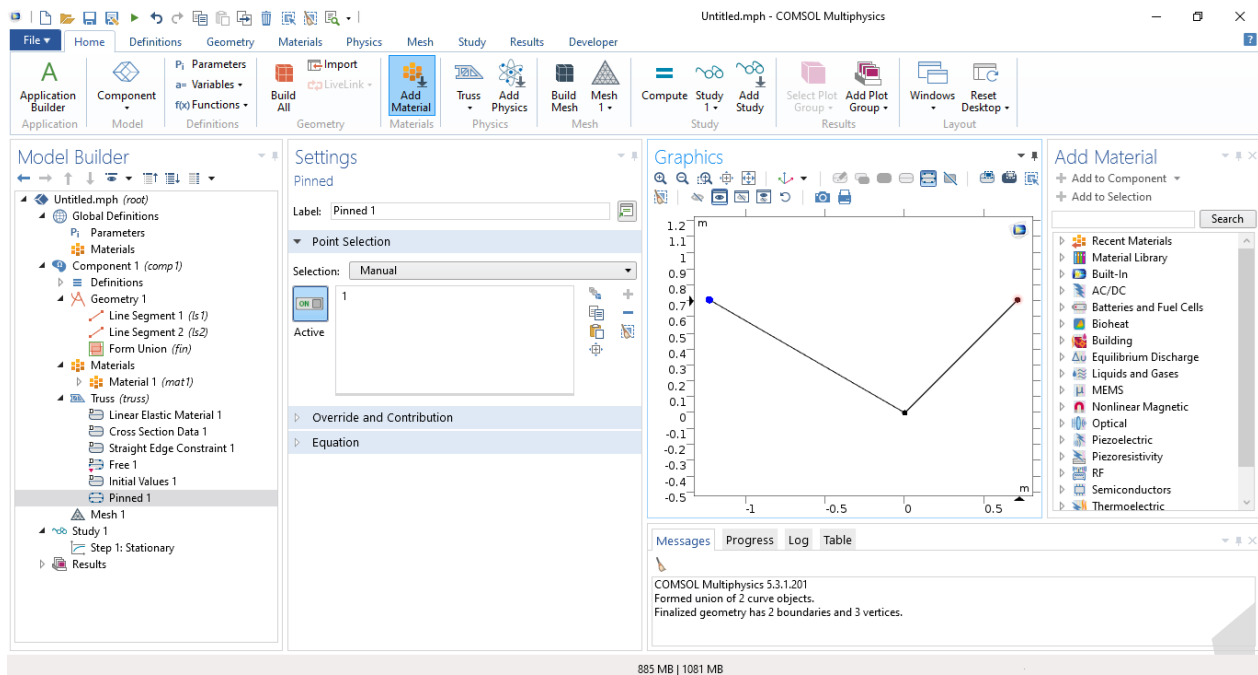 Untitled.mph - COMSOL Multiphysics
File Home Definitions Geometry Materials Physics Mesh Study Results Developer
Application Builder
Component
Pi Parameters
a= Variables
f(x) Functions
Build All
Import
LiveLink
Add Material
Truss
Add Physics
Build Mesh
Mesh 1
Compute
Study 1
Add Study
Select Plot Group
Add Plot Group
Windows
Reset Desktop
Application Model Definitions Geometry Materials Physics Mesh Study Results Layout
Model Builder
Untitled.mph (root)
Global Definitions
Pi Parameters
Materials
Component 1 (comp1)
Definitions
Geometry 1
Line Segment 1 (ls1)
Line Segment 2 (ls2)
Form Union (fin)
Materials
Material 1 (mat1)
Truss (truss)
Linear Elastic Material 1
Cross Section Data 1
Straight Edge Constraint 1
Free 1
Initial Values 1
Pinned 1
Mesh 1
Study 1
Step 1: Stationary
Results
Settings
Pinned
Label: Pinned 1
Point Selection
Selection: Manual
ON
1
Active
Override and Contribution
Equation
Graphics
m
1.2
1.1
1
0.9
0.8
0.7
0.6
0.5
0.4
0.3
0.2
0.1
0
-0.1
-0.2
-0.3
-0.4
-0.5
m
-1 -0.5 0 0.5
Messages Progress Log Table
COMSOL Multiphysics 5.3.1.201
Formed union of 2 curve objects.
Finalized geometry has 2 boundaries and 3 vertices.
Add Material
Add to Component
Add to Selection
Search
Recent Materials
Material Library
Built-In
AC/DC
Batteries and Fuel Cells
Bioheat
Building
Equilibrium Discharge
Liquids and Gases
MEMS
Nonlinear Magnetic
Optical
Piezoelectric
Piezoresistivity
RF
Semiconductors
Thermoelectric
885 MB | 1081 MB